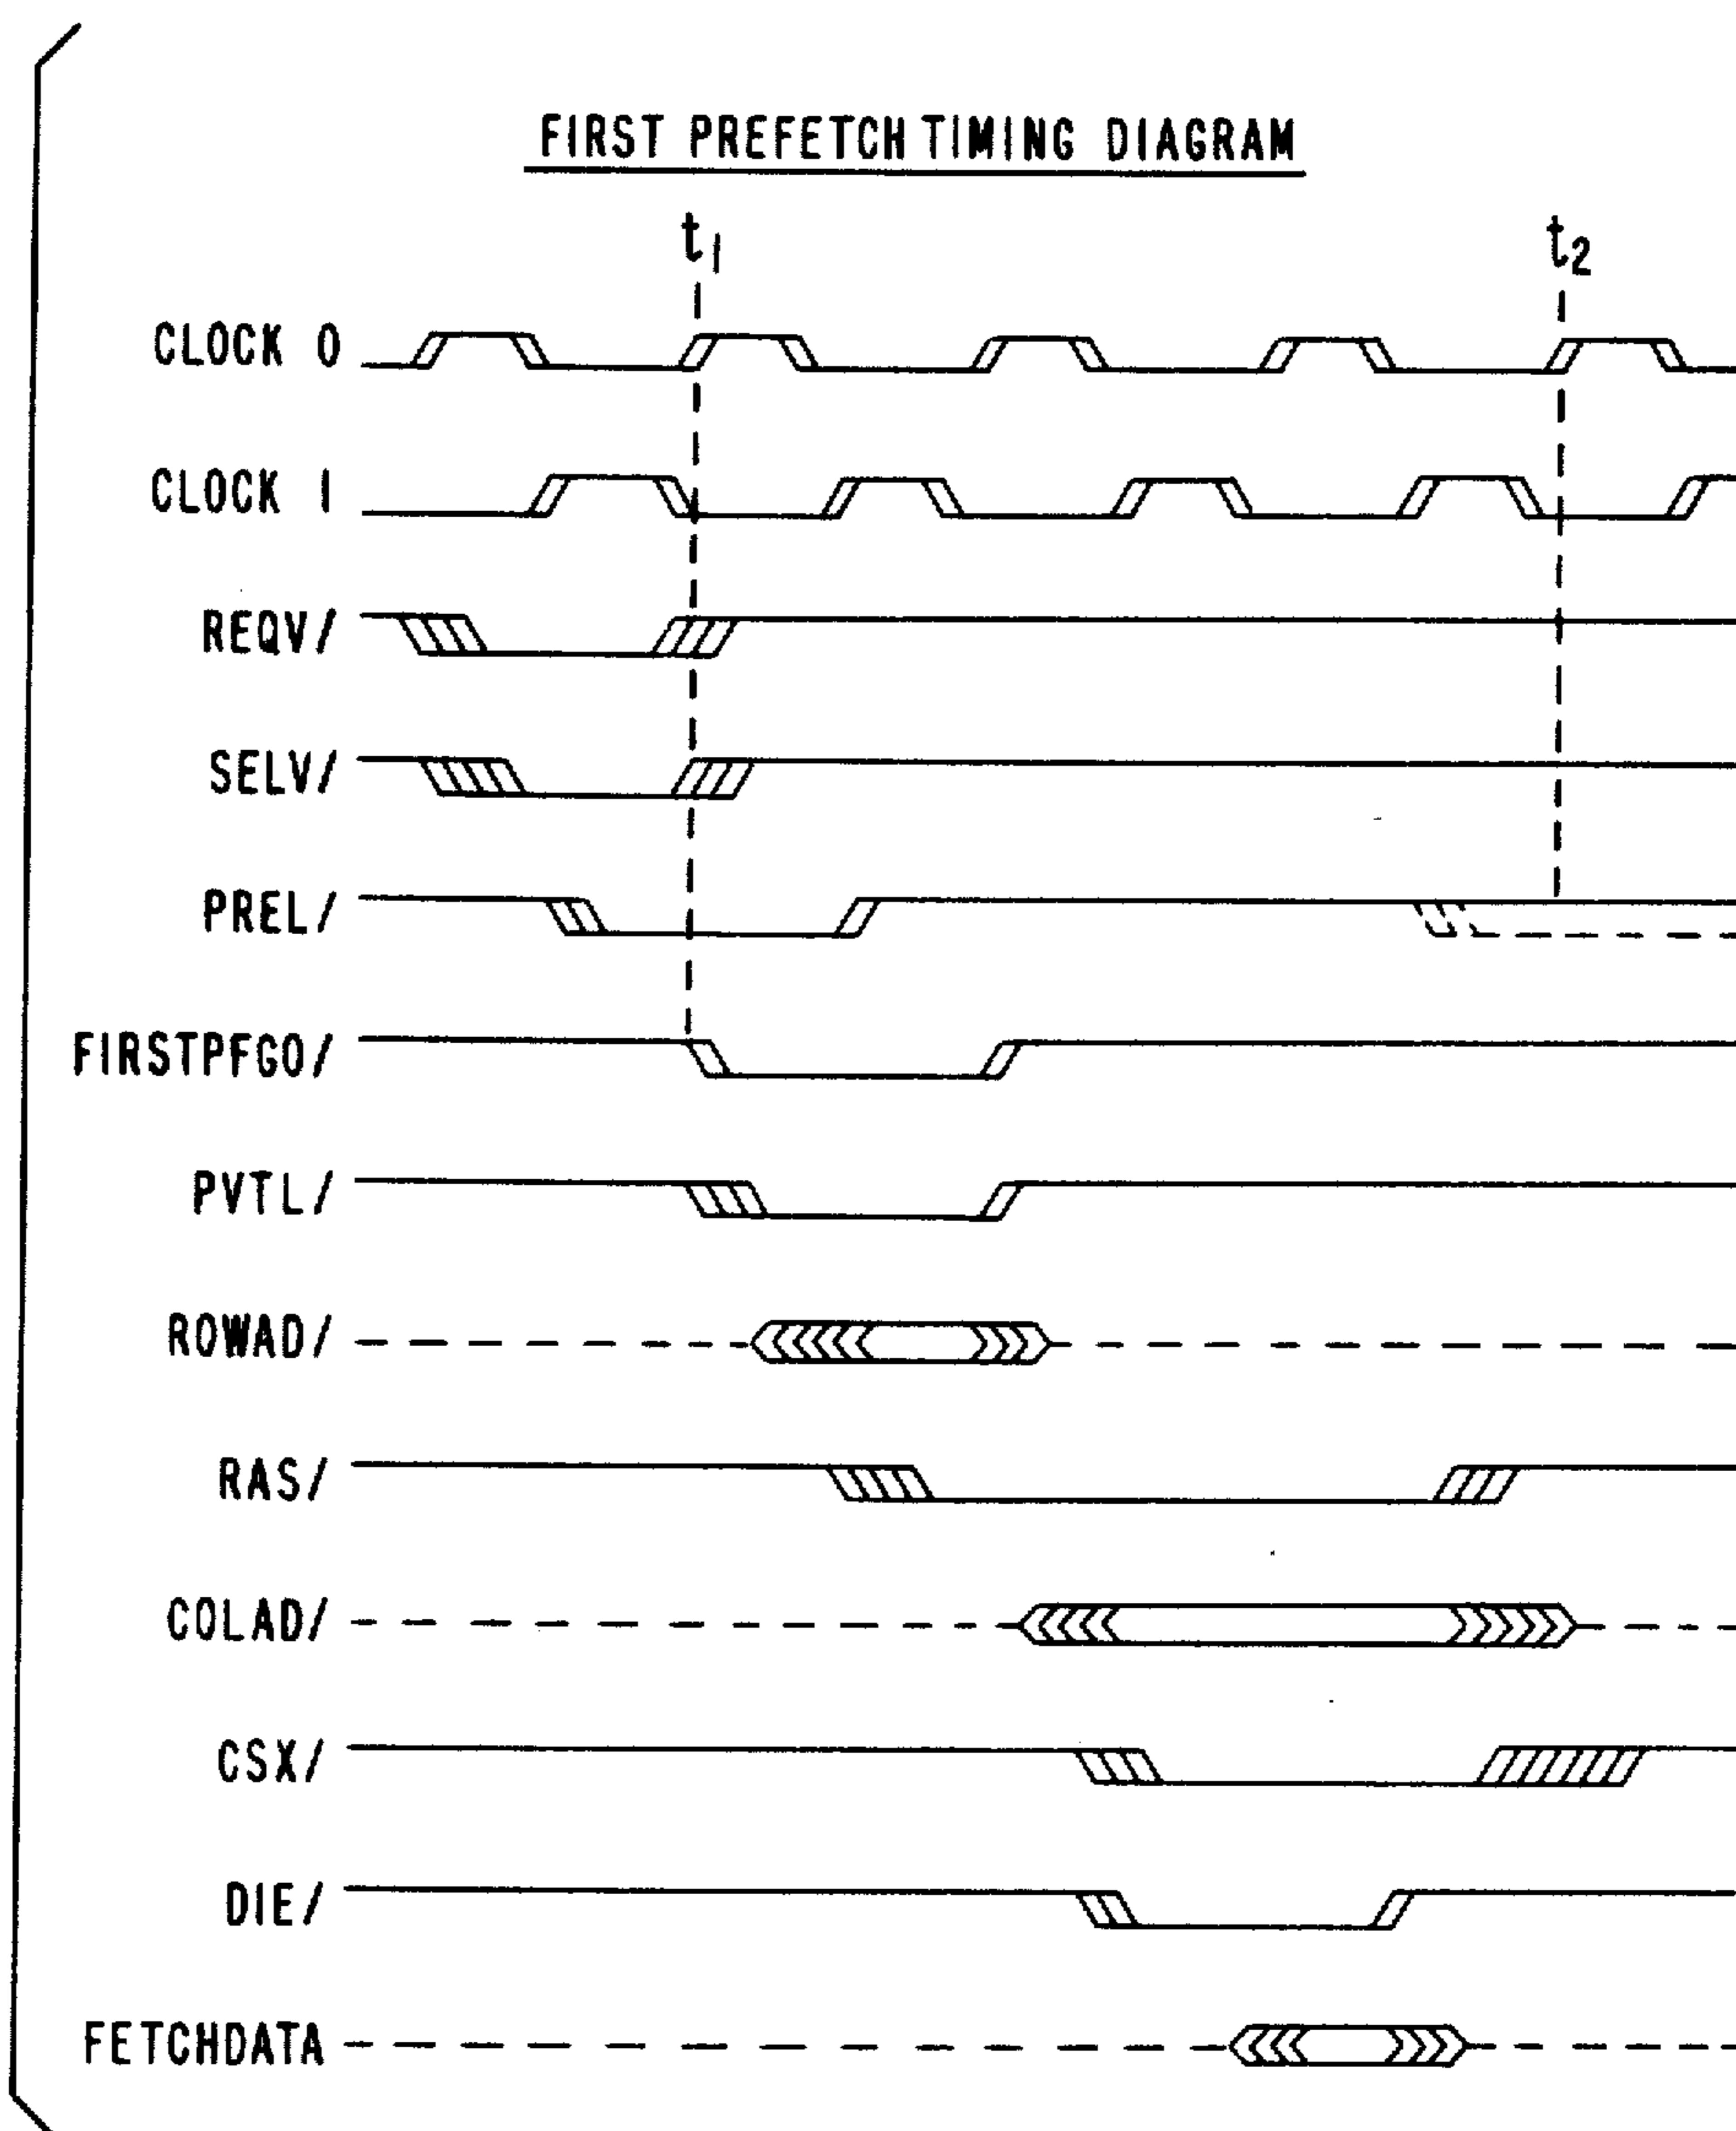 FIRST PREFETCH TIMING DIAGRAM
t1 t2
CLOCK 0
CLOCK 1
REQV/
SELV/
PREL/
FIRSTPFGO/
PVTL/
ROWAD/
RAS/
COLAD/
CSX/
DIE/
FETCHDATA